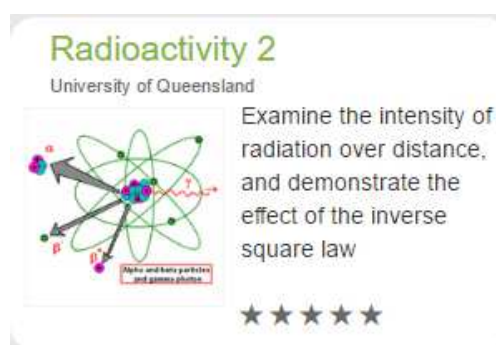 Radioactivity 2
University of Queensland
Examine the intensity of
radiation over distance,
and demonstrate the
effect of the inverse
square law
α
γ
β
β⁺
Alpha and beta particles
and gamma photons